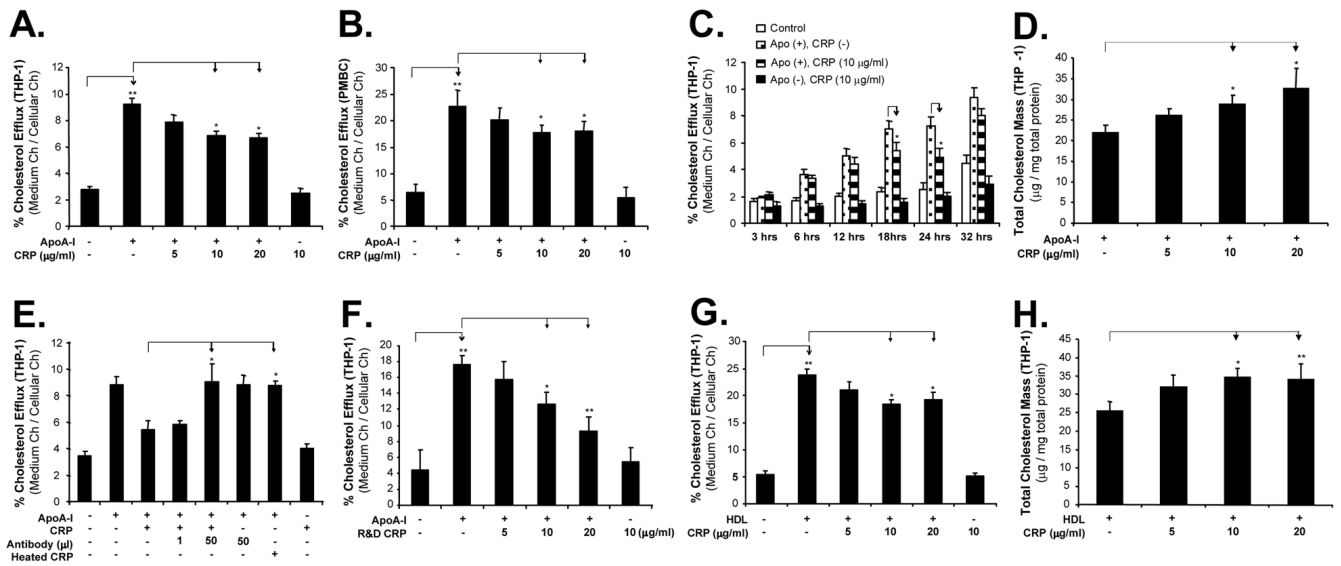 A.
% Cholesterol Efflux (THP-1)
(Medium Ch / Cellular Ch)
12
10
8
6
4
2
0
**
*
*
ApoA-I - + + + + -
CRP (µg/ml) - - 5 10 20 10
B.
% Cholesterol Efflux (PMBC)
(Medium Ch / Cellular Ch)
30
25
20
15
10
5
0
**
*
*
ApoA-I - + + + + -
CRP (µg/ml) - - 5 10 20 10
C.
Control
Apo (+), CRP (-)
Apo (+), CRP (10 µg/ml)
Apo (-), CRP (10 µg/ml)
% Cholesterol Efflux (THP-1)
(Medium Ch / Cellular Ch)
12
10
8
6
4
2
0
*
*
3 hrs 6 hrs 12 hrs 18hrs 24 hrs 32 hrs
D.
Total Cholesterol Mass (THP -1)
(µg / mg total protein)
40
35
30
25
20
15
10
5
0
*
*
ApoA-I + + + +
CRP (µg/ml) - 5 10 20
E.
% Cholesterol Efflux (THP-1)
(Medium Ch / Cellular Ch)
12
10
8
6
4
2
0
*
*
ApoA-I - + + + + + + -
CRP - - + + + - - +
Antibody (µl) - - - 1 50 50 - -
Heated CRP - - - - - - + -
F.
% Cholesterol Efflux (THP-1)
(Medium Ch / Cellular Ch)
20
18
16
14
12
10
8
6
4
2
0
**
*
**
ApoA-I - + + + + -
R&D CRP - - 5 10 20 10 (µg/ml)
G.
% Cholesterol Efflux (THP-1)
(Medium Ch / Cellular Ch)
30
25
20
15
10
5
0
**
*
*
HDL - + + + + -
CRP (µg/ml) - - 5 10 20 10
H.
Total Cholesterol Mass (THP-1)
(µg / mg total protein)
45
40
35
30
25
20
15
10
5
0
*
**
HDL + + + +
CRP (µg/ml) - 5 10 20